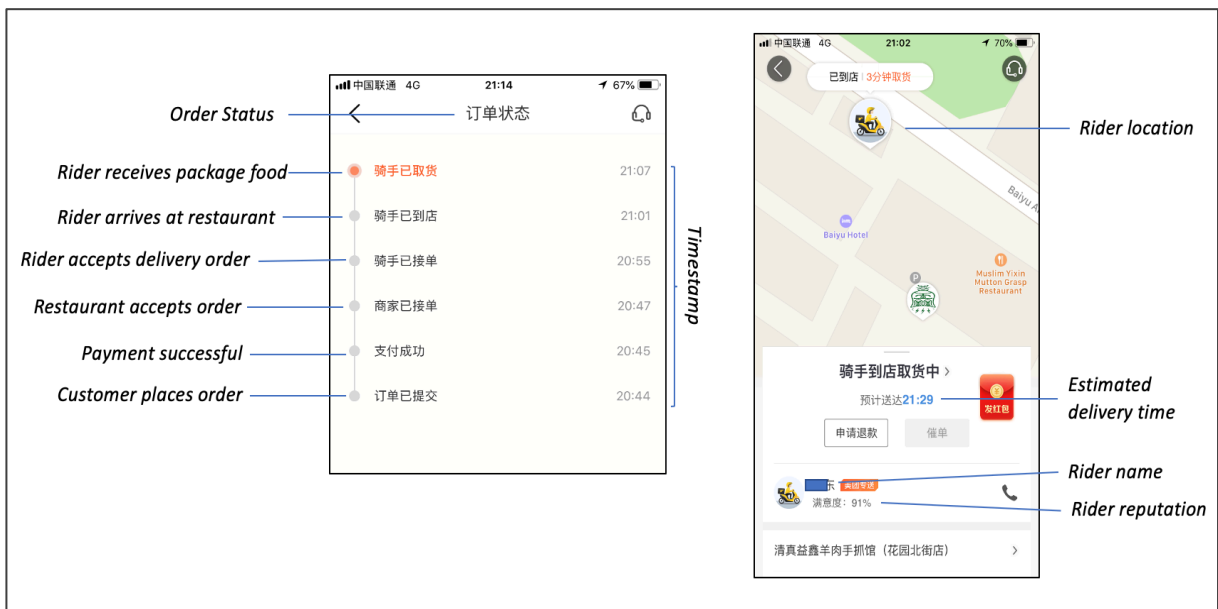 中国联通 4G 21:14 67%
Order Status
订单状态
Rider receives package food
骑手已取货 21:07
Rider arrives at restaurant
骑手已到店 21:01
Rider accepts delivery order
骑手已接单 20:55
Restaurant accepts order
商家已接单 20:47
Payment successful
支付成功 20:45
Customer places order
订单已提交 20:44
Timestamp
中国联通 4G 21:02 70%
已到店 3分钟取货
Rider location
Baiyu A
Baiyu Hotel
P
Muslim Yixin
Mutton Grasp
Restaurant
骑手到店取货中
预计送达21:29
Estimated
delivery time
发红包
申请退款
催单
东 美团专送
Rider name
满意度：91%
Rider reputation
清真益鑫羊肉手抓馆（花园北街店）